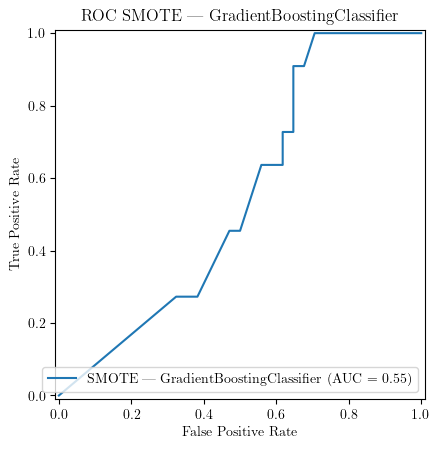 ROC SMOTE — GradientBoostingClassifier
1.0
0.8
0.6
0.4
0.2
0.0
True Positive Rate
SMOTE — GradientBoostingClassifier (AUC = 0.55)
0.0 0.2 0.4 0.6 0.8 1.0
False Positive Rate